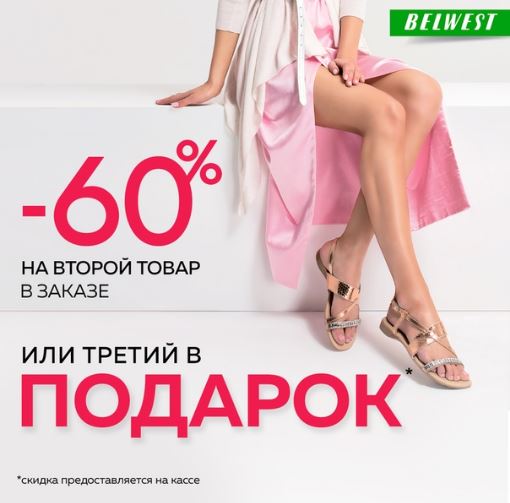 BELWEST
-60%
НА ВТОРОЙ ТОВАР
В ЗАКАЗЕ
ИЛИ ТРЕТИЙ В
ПОДАРОК*
*скидка предоставляется на кассе